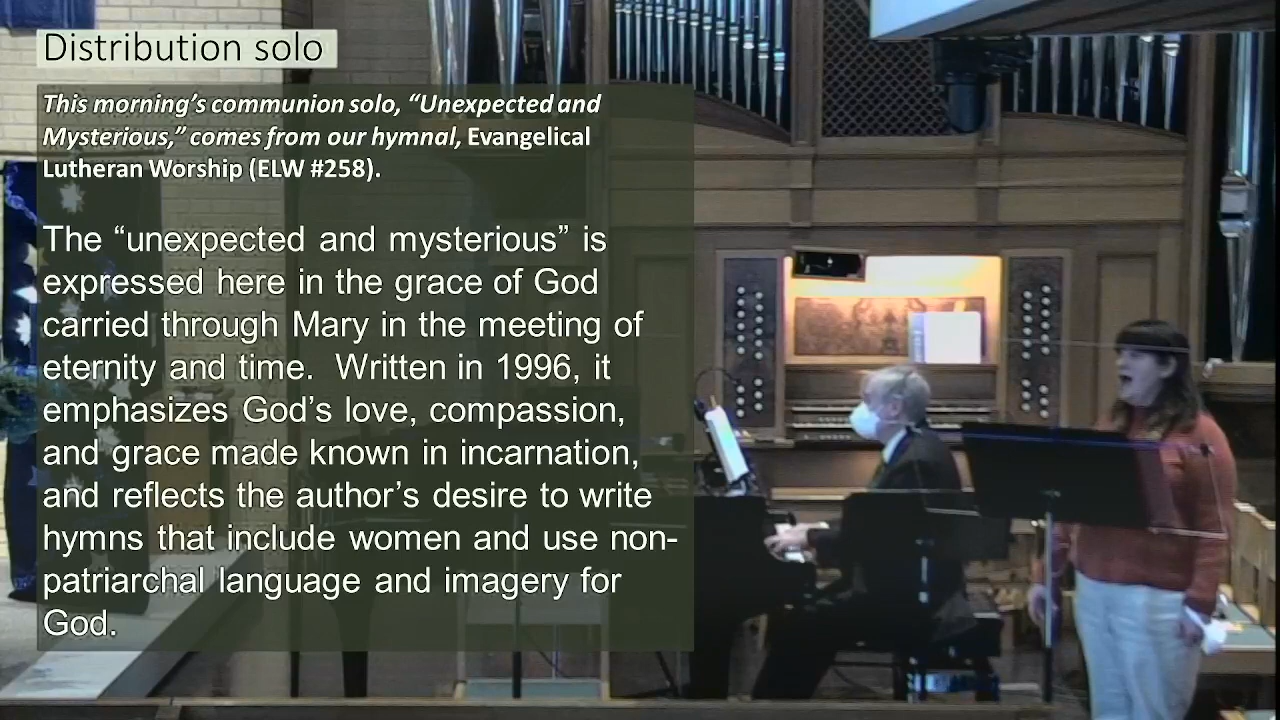 Distribution solo
This morning’s communion solo, “Unexpected and
Mysterious,” comes from our hymnal, Evangelical
Lutheran Worship (ELW #258).
The “unexpected and mysterious” is
expressed here in the grace of God
carried through Mary in the meeting of
eternity and time.  Written in 1996, it
emphasizes God’s love, compassion,
and grace made known in incarnation,
and reflects the author’s desire to write
hymns that include women and use non-
patriarchal language and imagery for
God.